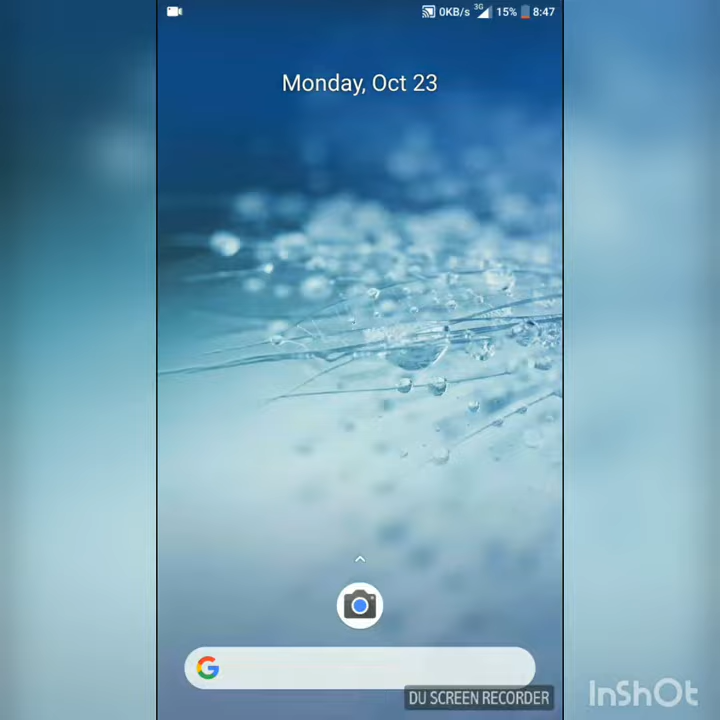 0KB/s 3G 15% 8:47
Monday, Oct 23
G
DU SCREEN RECORDER
InShOt